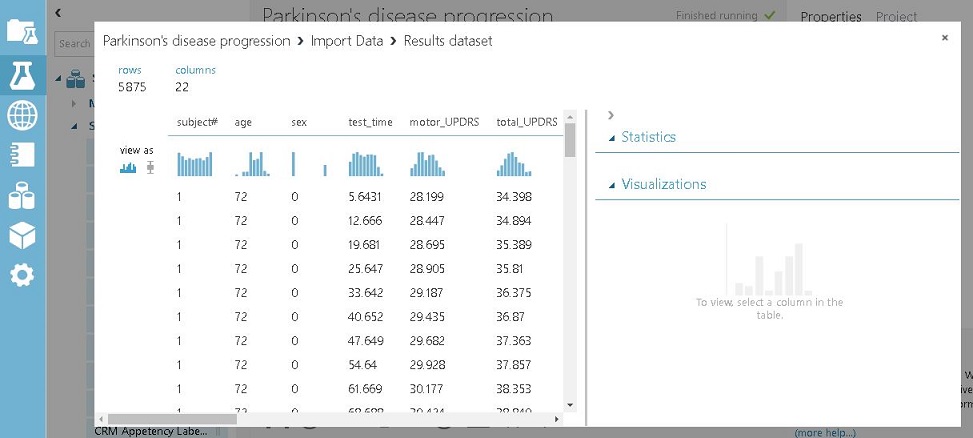 Parkinson's disease progression
Finished running
Properties Project
Search
Parkinson's disease progression > Import Data > Results dataset
rows columns
5875 22
subject# age sex test_time motor_UPDRS total_UPDRS
view as
1 72 0 5.6431 28.199 34.398
1 72 0 12.666 28.447 34.894
1 72 0 19.681 28.695 35.389
1 72 0 25.647 28.905 35.81
1 72 0 33.642 29.187 36.375
1 72 0 40.652 29.435 36.87
1 72 0 47.649 29.682 37.363
1 72 0 54.64 29.928 37.857
1 72 0 61.669 30.177 38.353
Statistics
Visualizations
To view, select a column in the
table.
CRM Appetency Labe...
(more help...)